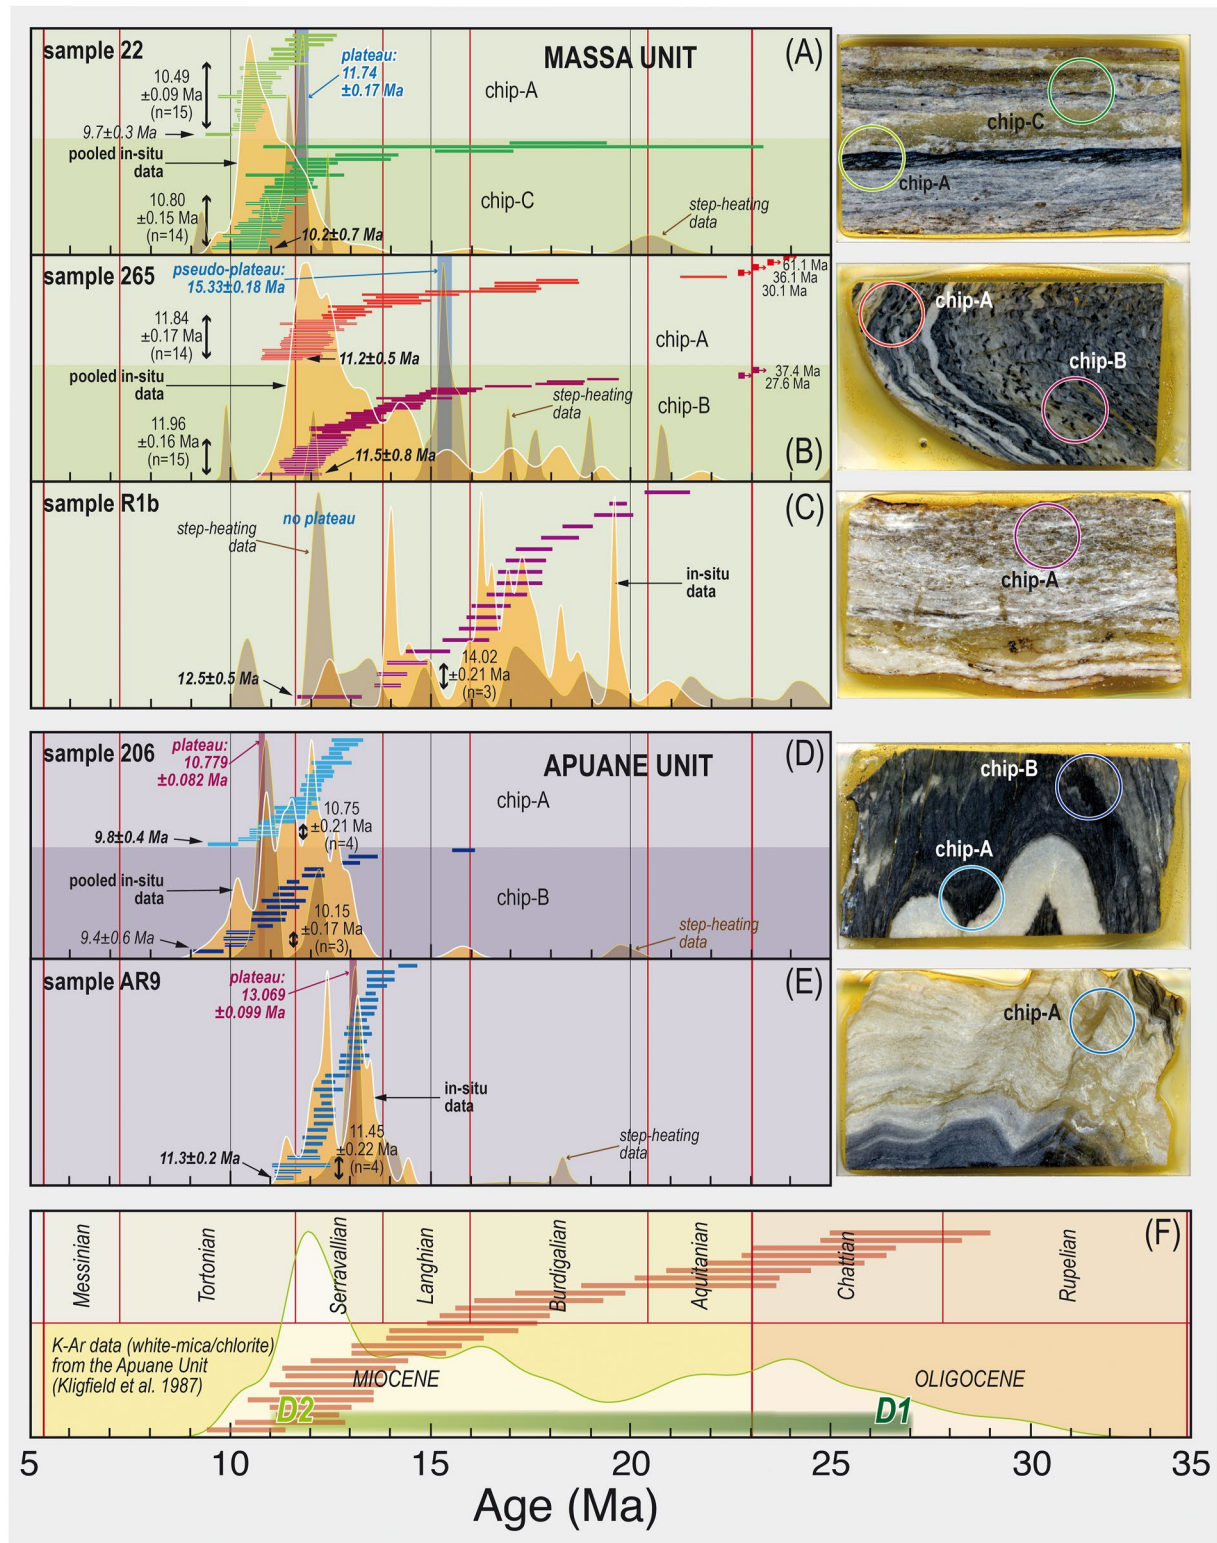 sample 22
MASSA UNIT
(A)
plateau:
11.74
±0.17 Ma
10.49
±0.09 Ma
(n=15)
chip-A
9.7±0.3 Ma
pooled in-situ
data
chip-C
10.80
±0.15 Ma
(n=14)
10.2±0.7 Ma
step-heating
data
chip-C
chip-A
sample 265
pseudo-plateau:
15.33±0.18 Ma
61.1 Ma
36.1 Ma
30.1 Ma
11.84
±0.17 Ma
(n=14)
chip-A
11.2±0.5 Ma
pooled in-situ
data
37.4 Ma
27.6 Ma
step-heating
data
chip-B
11.96
±0.16 Ma
(n=15)
11.5±0.8 Ma
(B)
chip-A
chip-B
sample R1b
(C)
no plateau
step-heating
data
in-situ
data
14.02
±0.21 Ma
(n=3)
12.5±0.5 Ma
chip-A
sample 206
APUANE UNIT
(D)
plateau:
10.779
±0.082 Ma
chip-A
10.75
±0.21 Ma
(n=4)
9.8±0.4 Ma
pooled in-situ
data
chip-B
10.15
±0.17 Ma
(n=3)
9.4±0.6 Ma
step-heating
data
chip-B
chip-A
sample AR9
(E)
plateau:
13.069
±0.099 Ma
in-situ
data
11.45
±0.22 Ma
(n=4)
11.3±0.2 Ma
step-heating
data
chip-A
(F)
Messinian
Tortonian
Serravallian
Langhian
Burdigalian
Aquitanian
Chattian
Rupelian
K-Ar data (white-mica/chlorite)
from the Apuane Unit
(Kligfield et al. 1987)
MIOCENE
OLIGOCENE
D2
D1
5 10 15 20 25 30 35
Age (Ma)